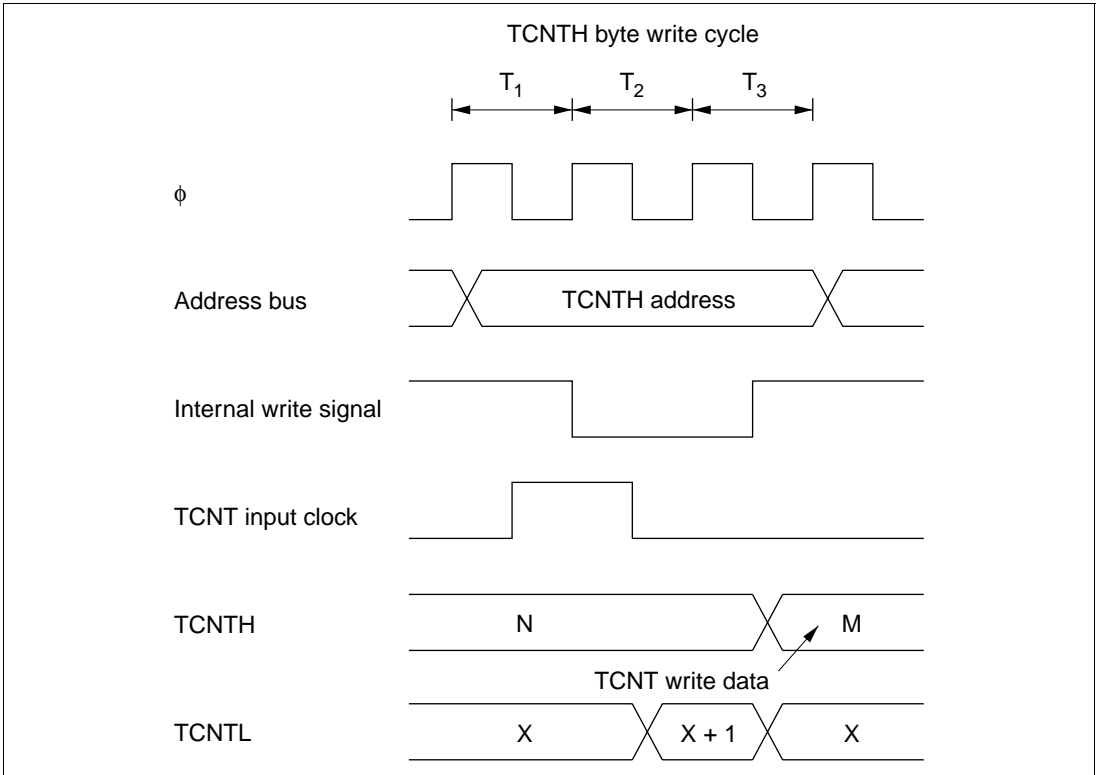 TCNTH byte write cycle
T1 T2 T3
φ
Address bus TCNTH address
Internal write signal
TCNT input clock
TCNTH N M
TCNT write data
TCNTL X X + 1 X